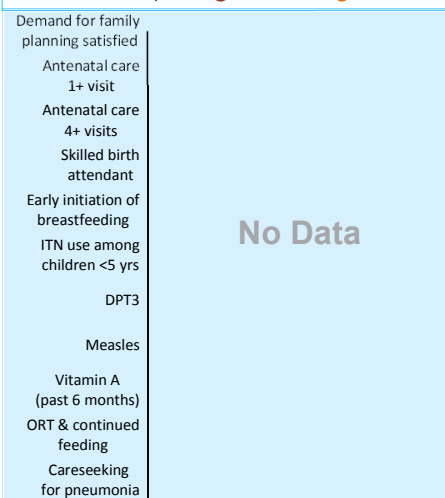 Demand for family
planning satisfied
Antenatal care
1+ visit
Antenatal care
4+ visits
Skilled birth
attendant
Early initiation of
breastfeeding
No Data
ITN use among
children <5 yrs
DPT3
Measles
Vitamin A
(past 6 months)
ORT & continued
feeding
Careseeking
for pneumonia